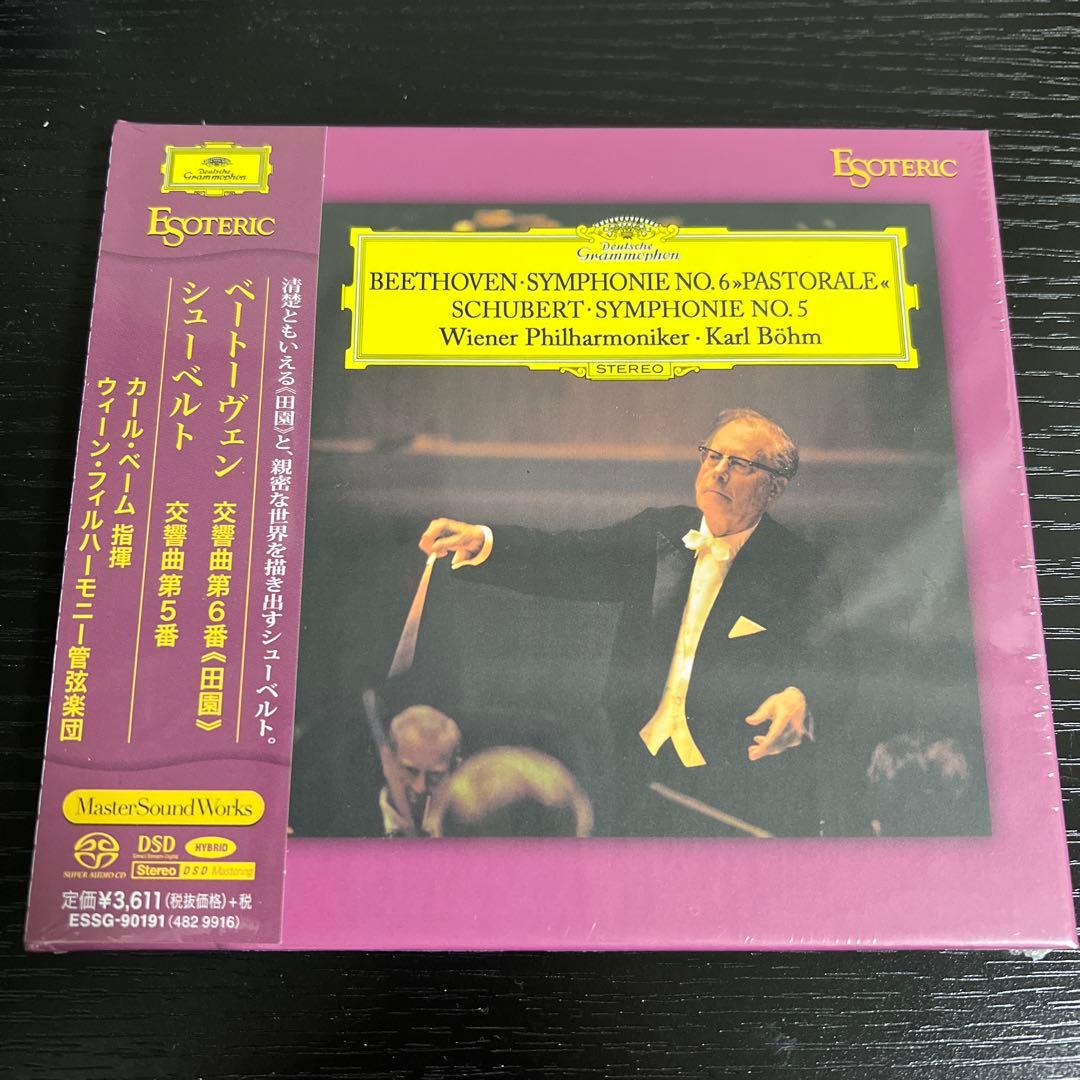 Deutsche
Grammophon
ESOTERIC
清楚ともいえる《田園》と、親密な世界を描き出すシューベルト。
ベートーヴェン 交響曲第6番《田園》
シューベルト 交響曲第5番
カール・ベーム 指揮
ウィーン・フィルハーモニー管弦楽団
MasterSoundWorks
SUPER AUDIO CD
DSD
Direct Stream Digital
HYBRID
Stereo DSD Mastering
定価¥3,611(税抜価格)+税
ESSG-90191(482 9916)
ESOTERIC
Deutsche
Grammophon
BEETHOVEN·SYMPHONIE NO.6»PASTORALE«
SCHUBERT·SYMPHONIE NO.5
Wiener Philharmoniker·Karl Böhm
STEREO